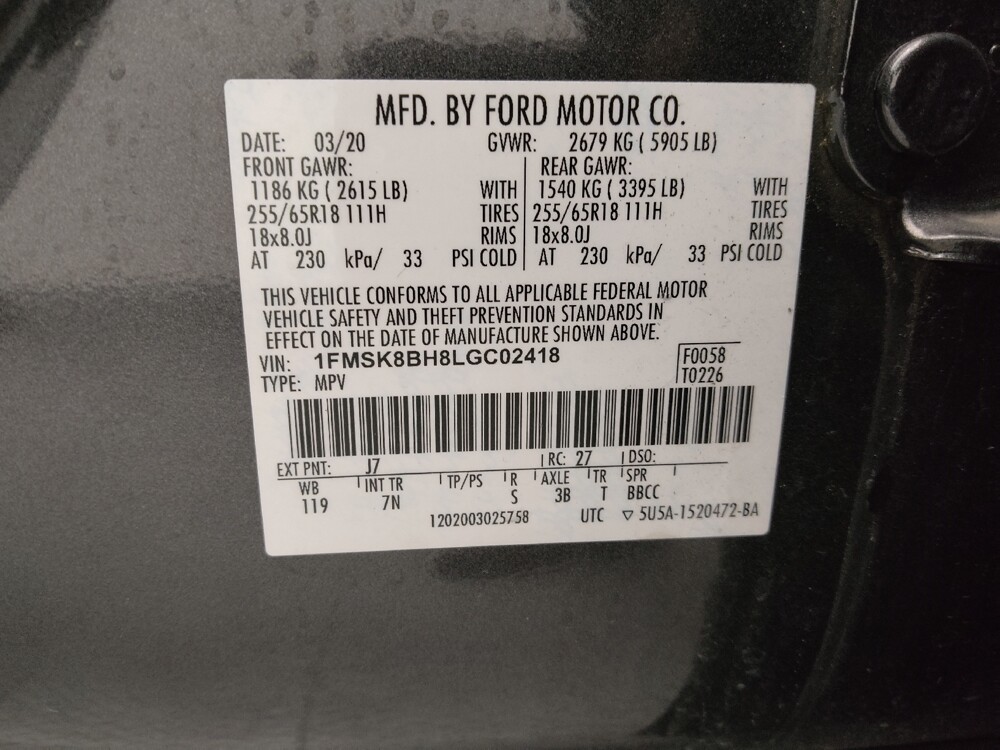 MFD. BY FORD MOTOR CO.
DATE: 03/20 GVWR: 2679 KG ( 5905 LB)
FRONT GAWR: REAR GAWR:
1186 KG ( 2615 LB) WITH 1540 KG ( 3395 LB) WITH
255/65R18 111H TIRES 255/65R18 111H TIRES
18x8.0J RIMS 18x8.0J RIMS
AT 230 kPa/ 33 PSI COLD AT 230 kPa/ 33 PSI COLD
THIS VEHICLE CONFORMS TO ALL APPLICABLE FEDERAL MOTOR
VEHICLE SAFETY AND THEFT PREVENTION STANDARDS IN
EFFECT ON THE DATE OF MANUFACTURE SHOWN ABOVE.
VIN: 1FMSK8BH8LGC02418 F0058
TYPE: MPV T0226
EXT PNT: J7 RC: 27 DSO:
WB INT TR TP/PS R AXLE TR SPR
119 7N S 3B T BBCC
1202003025758 UTC ▽ 5U5A-1520472-BA